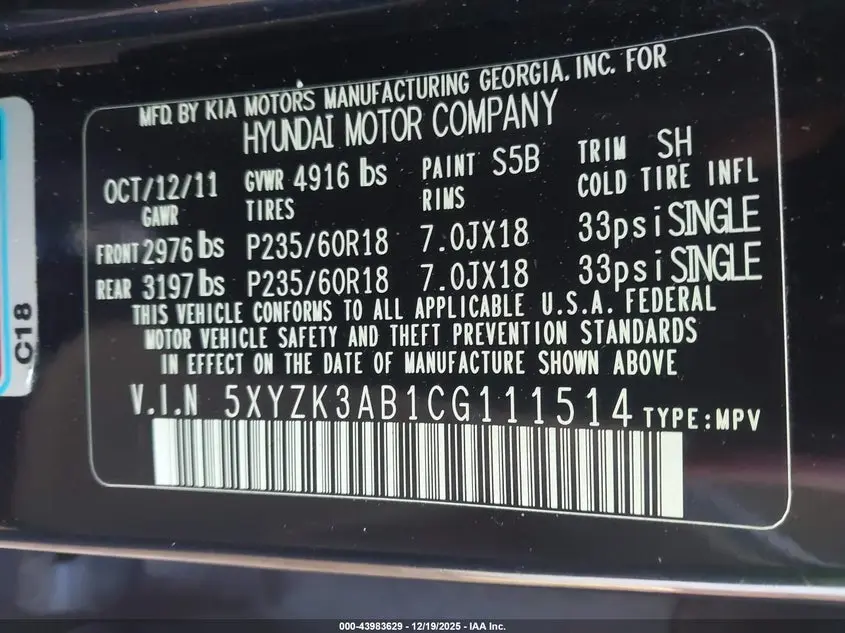 MFD. BY KIA MOTORS MANUFACTURING GEORGIA. INC. FOR
HYUNDAI MOTOR COMPANY
OCT/12/11 GVWR 4916 lbs PAINT S5B TRIM SH
GAWR TIRES RIMS COLD TIRE INFL
FRONT 2976 lbs P235/60R18 7.0JX18 33psi SINGLE
REAR 3197 lbs P235/60R18 7.0JX18 33psi SINGLE
THIS VEHICLE CONFORMS TO ALL APPLICABLE U.S.A. FEDERAL
MOTOR VEHICLE SAFETY AND THEFT PREVENTION STANDARDS
IN EFFECT ON THE DATE OF MANUFACTURE SHOWN ABOVE
V.I.N 5XYZK3AB1CG111514 TYPE:MPV
C18
000-43983629 - 12/19/2025 - IAA Inc.